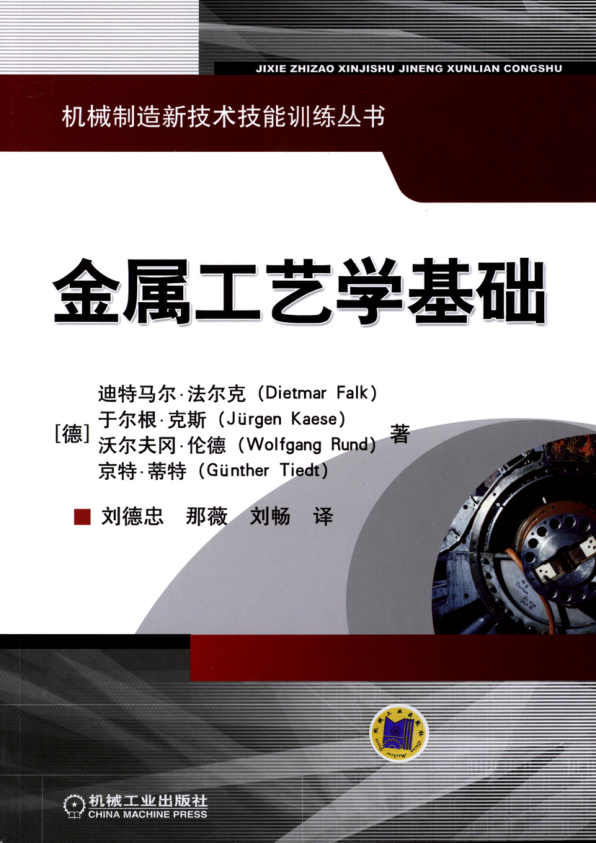 JIXIE ZHIZAO XINJISHU JINENG XUNLIAN CONGSHU
机械制造新技术技能训练丛书
金属工艺学基础
[德]
迪特马尔·法尔克（Dietmar Falk）
于尔根·克斯（Jürgen Kaese）
沃尔夫冈·伦德（Wolfgang Rund）
京特·蒂特（Günther Tiedt）
著
刘德忠 那薇 刘畅 译
机械工业出版社
CHINA MACHINE PRESS